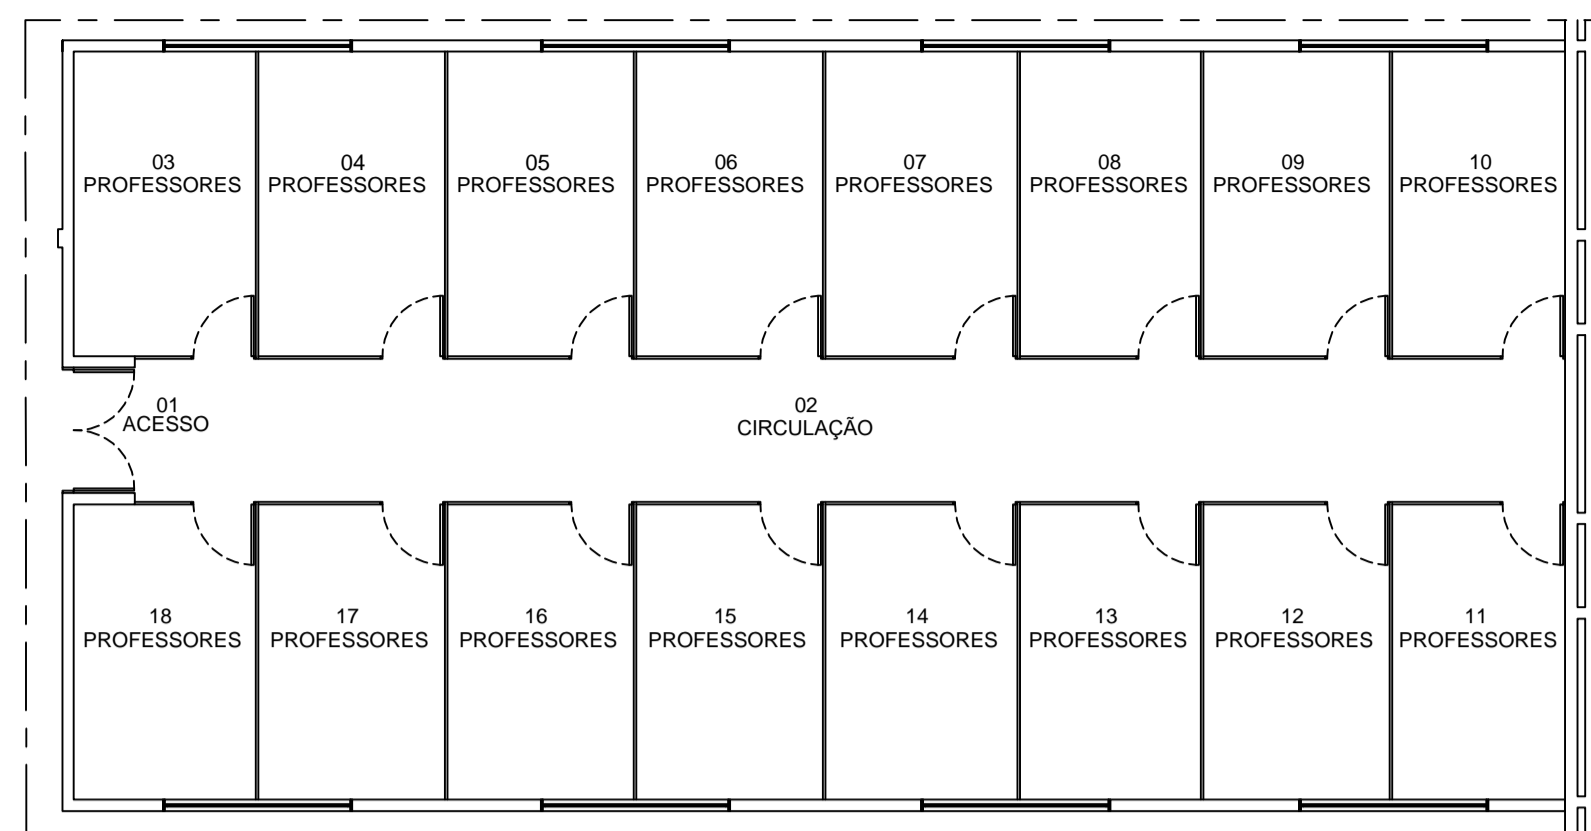 03
PROFESSORES
04
PROFESSORES
05
PROFESSORES
06
PROFESSORES
07
PROFESSORES
08
PROFESSORES
09
PROFESSORES
10
PROFESSORES
01
ACESSO
02
CIRCULAÇÃO
18
PROFESSORES
17
PROFESSORES
16
PROFESSORES
15
PROFESSORES
14
PROFESSORES
13
PROFESSORES
12
PROFESSORES
11
PROFESSORES